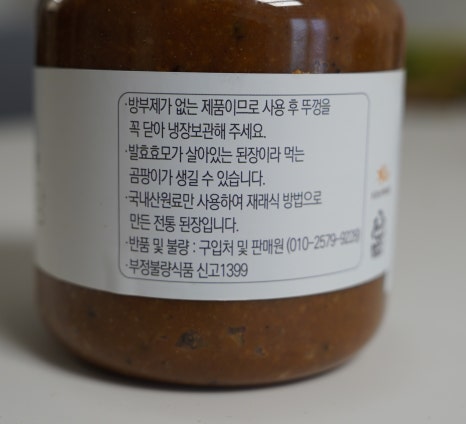 ·방부제가 없는 제품이므로 사용 후 뚜껑을
꼭 닫아 냉장보관해 주세요.
·발효효모가 살아있는 된장이라 먹는
곰팡이가 생길 수 있습니다.
·국내산원료만 사용하여 재래식 방법으로
만든 전통 된장입니다.
·반품 및 불량 : 구입처 및 판매원 (010-2579-9226)
·부정불량식품 신고1399